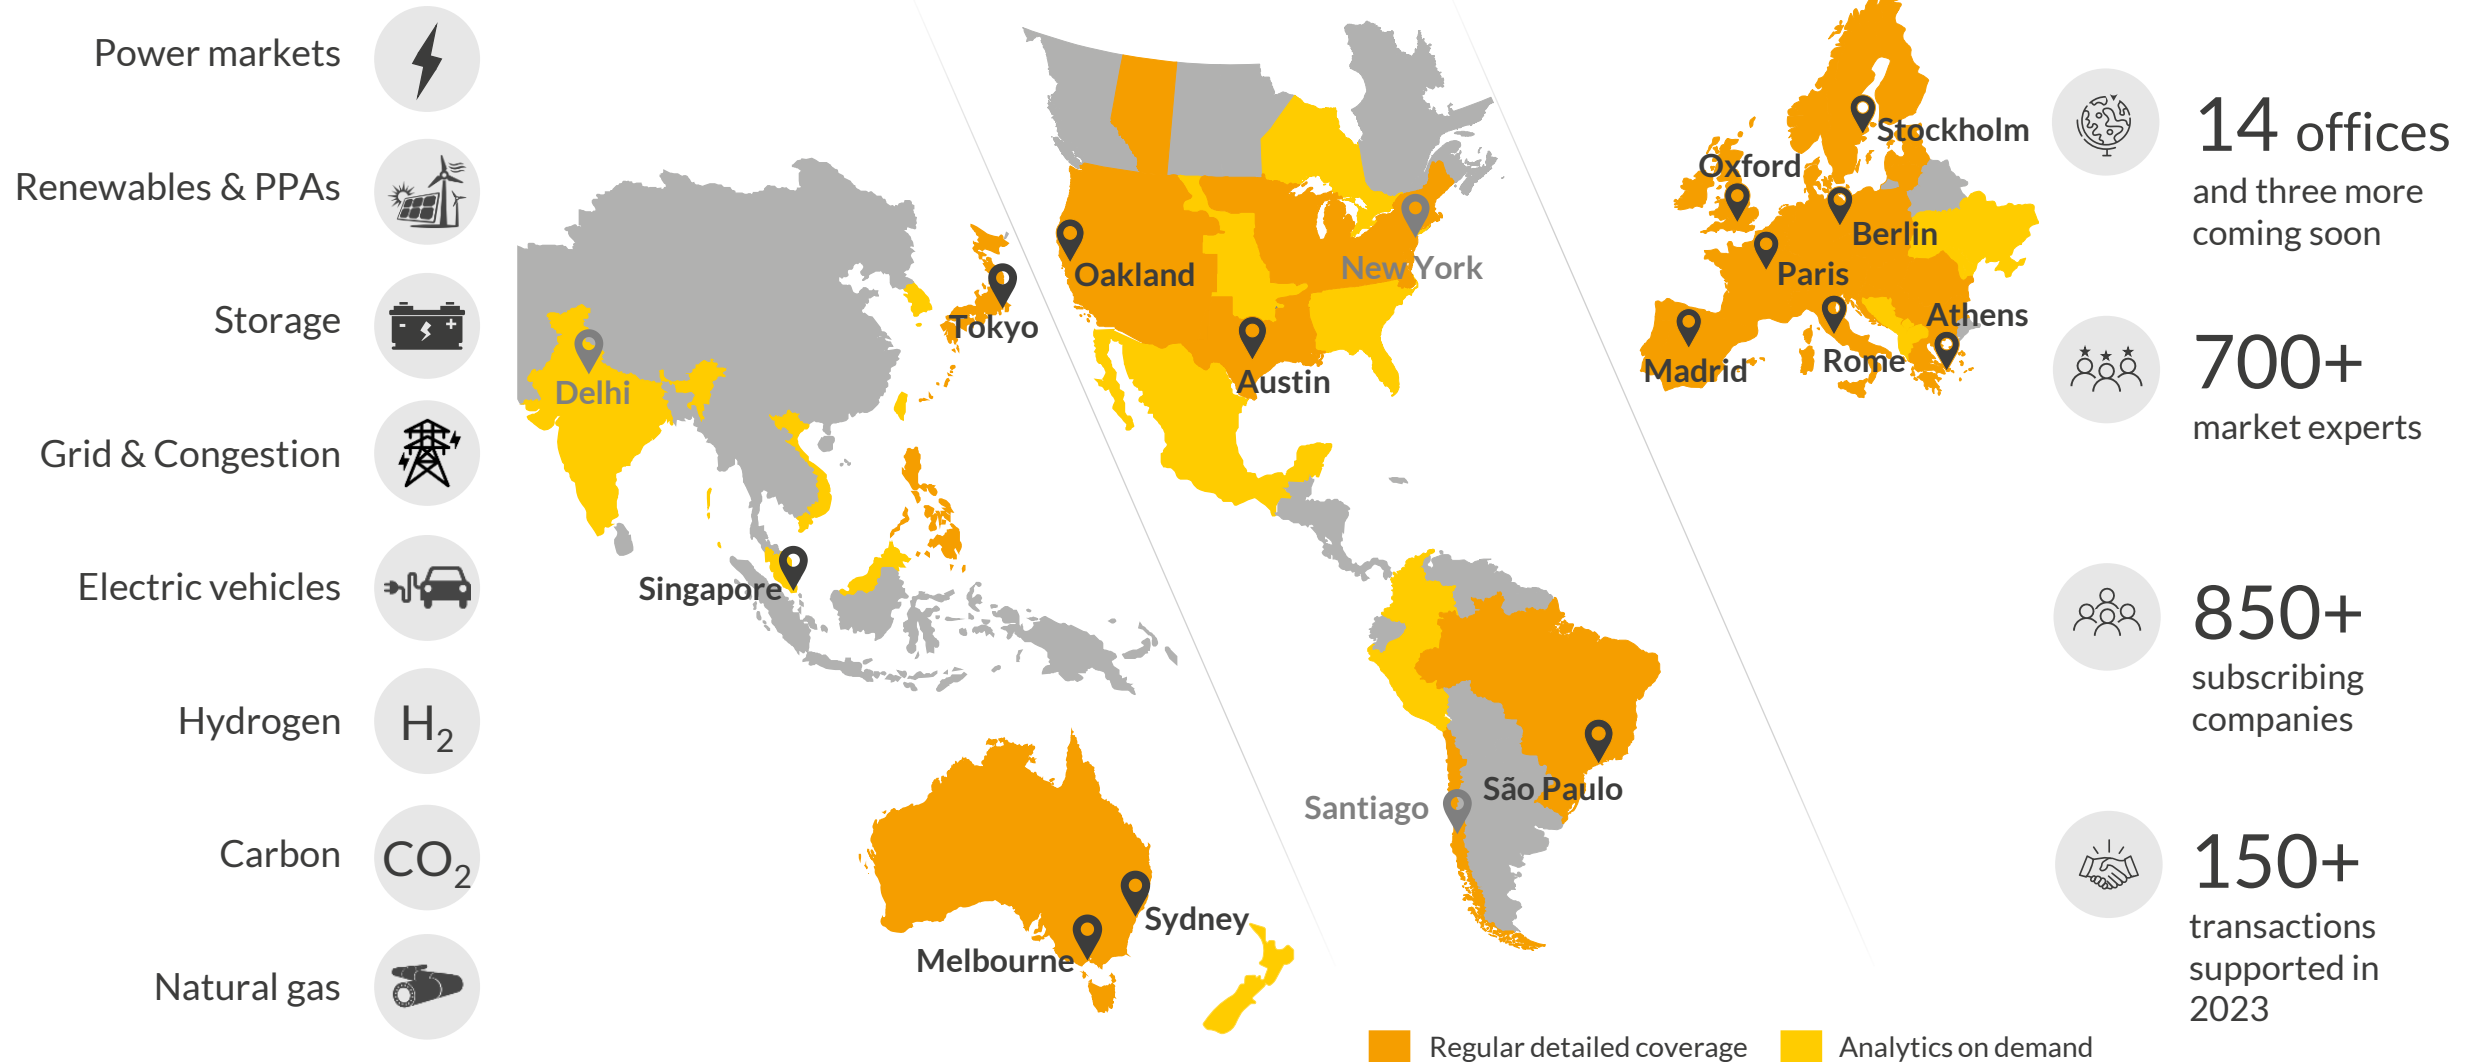 Power markets
Renewables & PPAs
Storage
Grid & Congestion
Electric vehicles
Hydrogen
H₂
Carbon
CO₂
Natural gas
Delhi
Tokyo
Singapore
Sydney
Melbourne
Oakland
New York
Austin
Santiago
São Paulo
Stockholm
Oxford
Berlin
Paris
Athens
Madrid
Rome
14 offices
and three more
coming soon
700+
market experts
850+
subscribing
companies
150+
transactions
supported in
2023
Regular detailed coverage
Analytics on demand